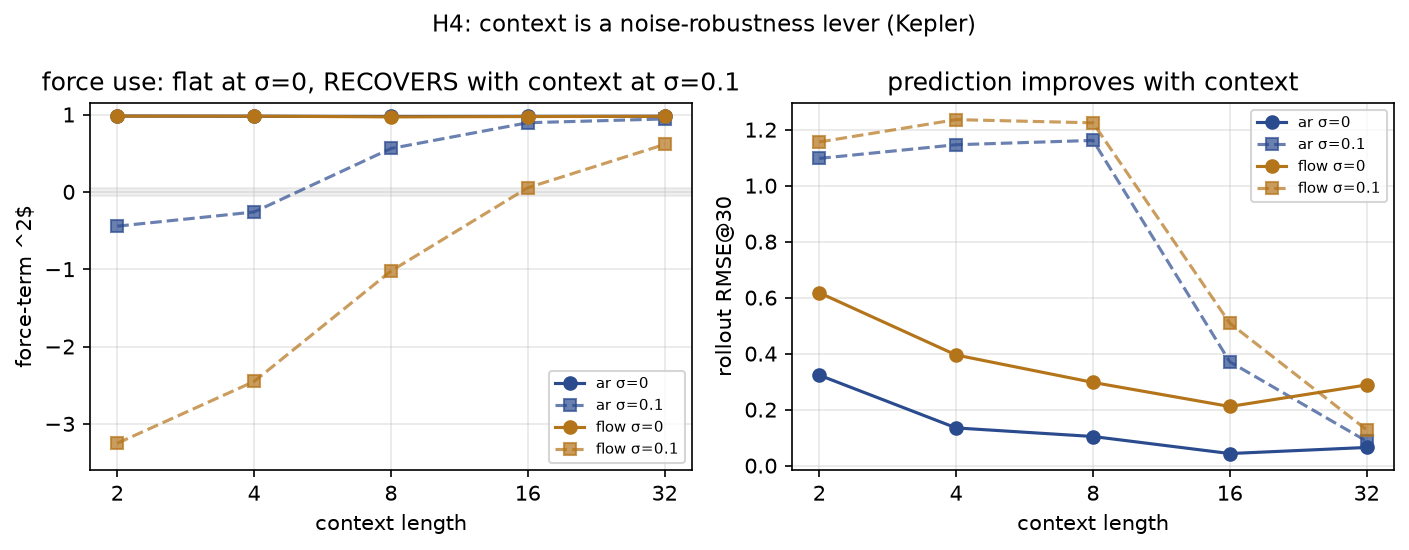 H4: context is a noise-robustness lever (Kepler)
force use: flat at σ=0, RECOVERS with context at σ=0.1
force-term ^2$
1
0
−1
−2
−3
2
4
8
16
32
context length
ar σ=0
ar σ=0.1
flow σ=0
flow σ=0.1
prediction improves with context
rollout RMSE@30
1.2
1.0
0.8
0.6
0.4
0.2
0.0
2
4
8
16
32
context length
ar σ=0
ar σ=0.1
flow σ=0
flow σ=0.1